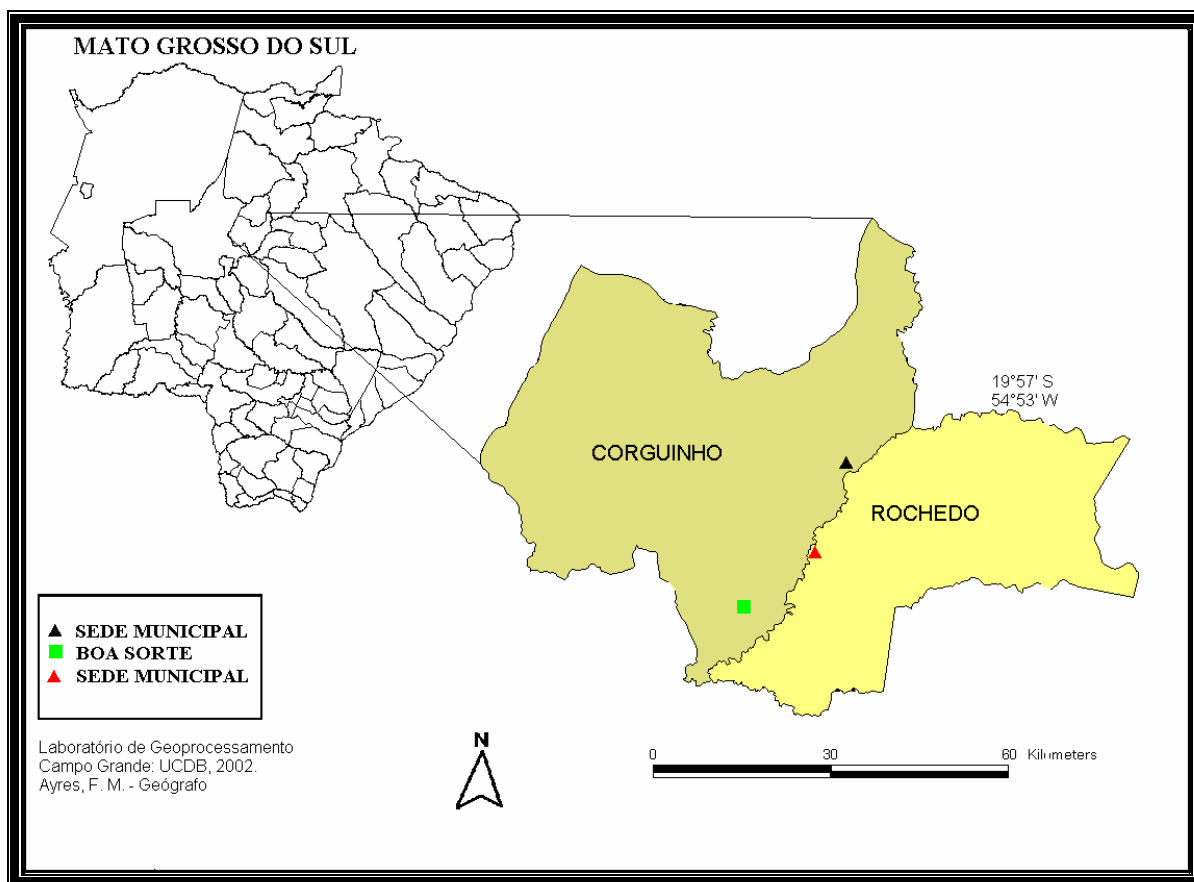 MATO GROSSO DO SUL
19°57' S
54°53' W
CORGUINHO
ROCHEDO
SEDE MUNICIPAL
BOA SORTE
SEDE MUNICIPAL
Laboratório de Geoprocessamento
Campo Grande: UCDB, 2002.
Ayres, F. M. - Geógrafo
N
0 30 60 Kilometers